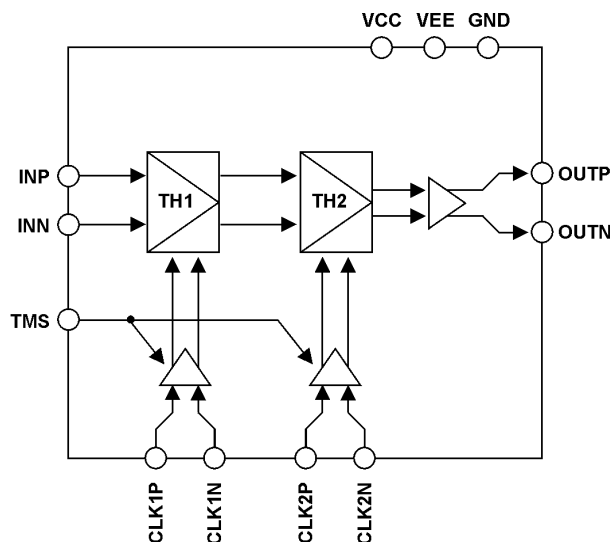 VCC VEE GND
INP
TH1
TH2
OUTP
INN
OUTN
TMS
CLK1P
CLK1N
CLK2P
CLK2N